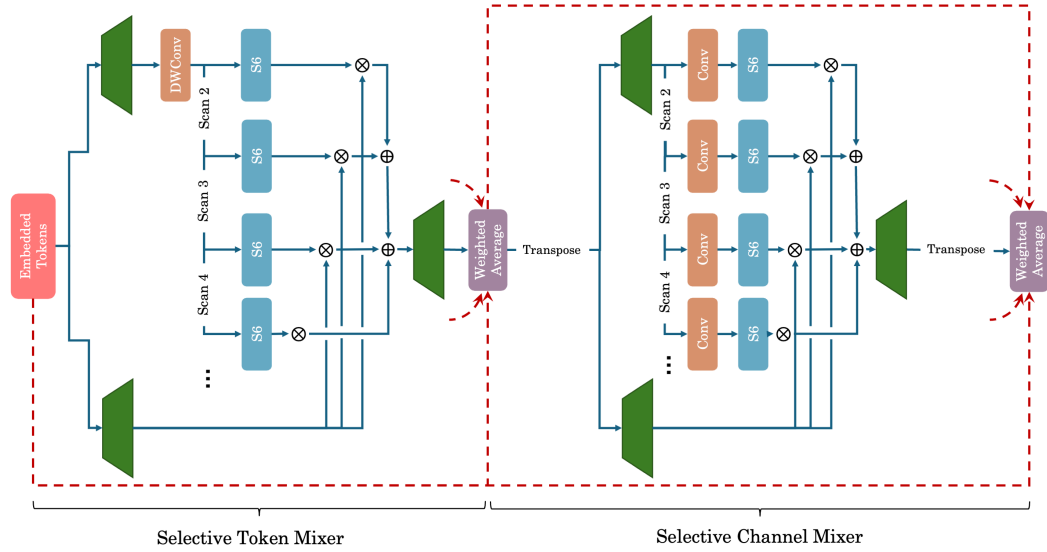 Embedded
Tokens
DWConv
S6
Scan 2
S6
Scan 3
S6
Scan 4
S6
...
Weighted
Average
Transpose
Conv
S6
Scan 2
Conv
S6
Scan 3
Conv
S6
Scan 4
Conv
S6
...
Transpose
Weighted
Average
Selective Token Mixer
Selective Channel Mixer